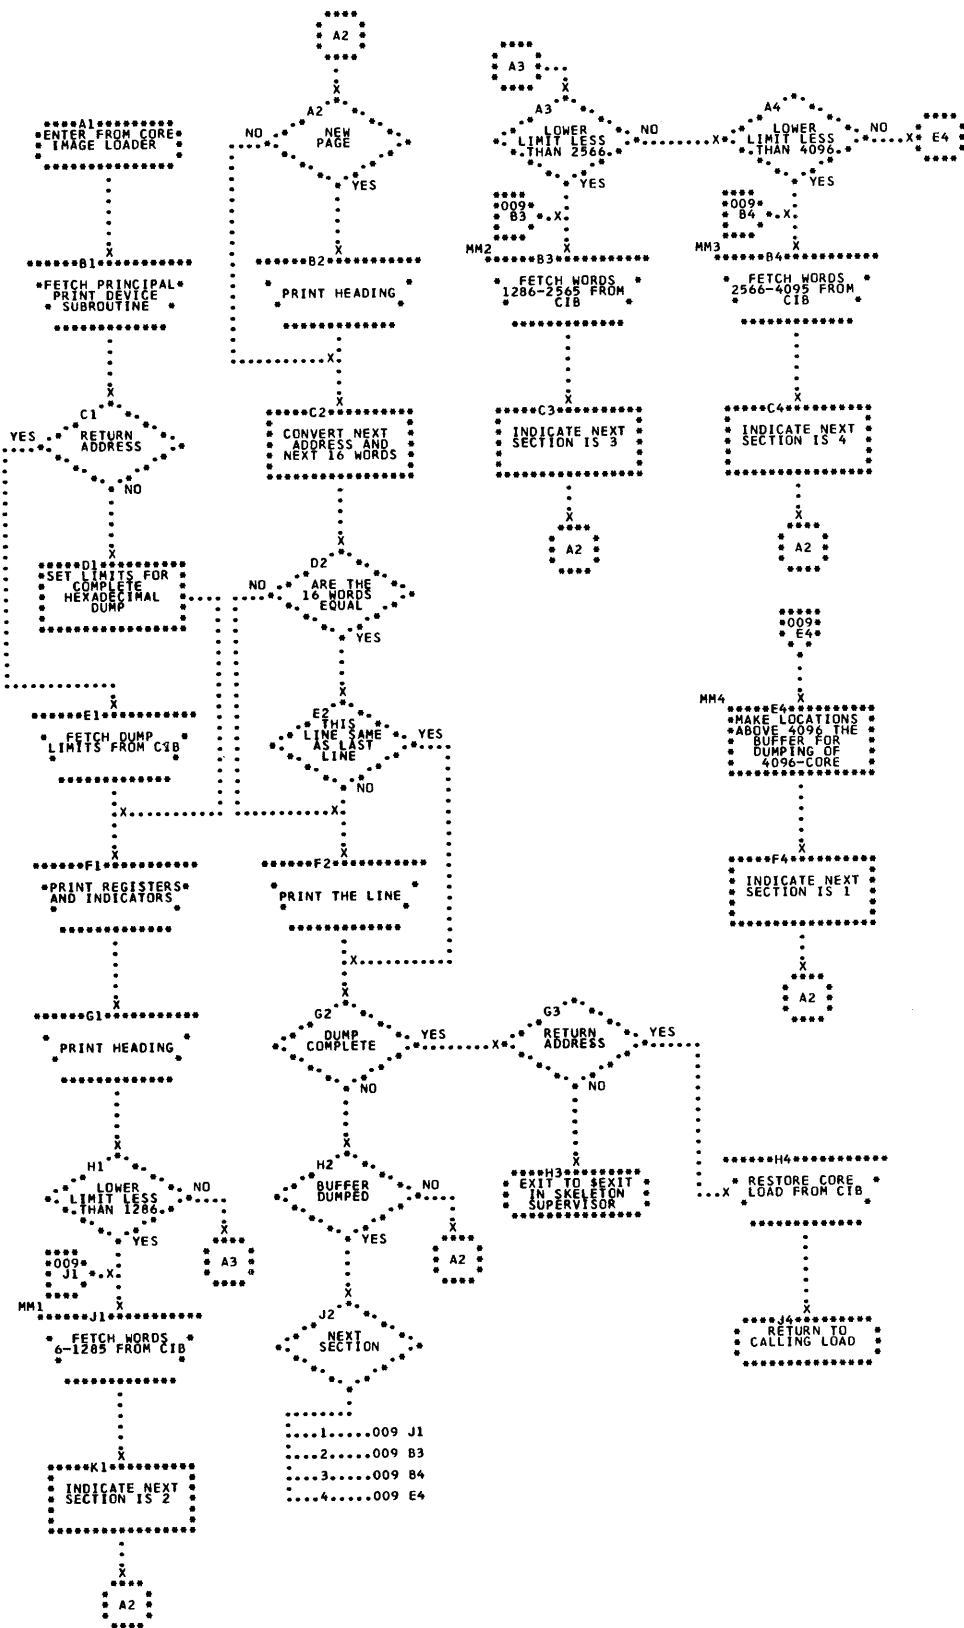 A1
ENTER FROM CORE
IMAGE LOADER
B1
FETCH PRINCIPAL
PRINT DEVICE
SUBROUTINE
C1
YES
RETURN
ADDRESS
NO
D1
SET LIMITS FOR
COMPLETE
HEXADECIMAL
DUMP
E1
FETCH DUMP
LIMITS FROM CIB
X
F1
PRINT REGISTERS
AND INDICATORS
G1
PRINT HEADING
H1
LOWER
LIMIT LESS
THAN 1286
NO
YES
A3
009
J1
MM1
J1
FETCH WORDS
6-1285 FROM CIB
K1
INDICATE NEXT
SECTION IS 2
A2
A2
A2
NO
NEW
PAGE
YES
B2
PRINT HEADING
C2
CONVERT NEXT
ADDRESS AND
NEXT 16 WORDS
D2
NO
ARE THE
16 WORDS
EQUAL
YES
E2
THIS
LINE SAME
AS LAST
LINE
YES
NO
F2
PRINT THE LINE
G2
DUMP
COMPLETE
YES
NO
H2
BUFFER
DUMPED
NO
YES
A2
J2
NEXT
SECTION
1.....009 J1
2.....009 B3
3.....009 B4
4.....009 E4
A3
A3
LOWER
LIMIT LESS
THAN 2566
NO
YES
009
B3
MM2
B3
FETCH WORDS
1286-2565 FROM
CIB
C3
INDICATE NEXT
SECTION IS 3
A2
G3
RETURN
ADDRESS
YES
NO
H3
EXIT TO $EXIT
IN SKELETON
SUPERVISOR
A4
LOWER
LIMIT LESS
THAN 4096
NO
E4
YES
009
B4
MM3
B4
FETCH WORDS
2566-4095 FROM
CIB
C4
INDICATE NEXT
SECTION IS 4
A2
009
E4
MM4
E4
MAKE LOCATIONS
ABOVE 4096 THE
BUFFER FOR
DUMPING OF
4096-CORE
F4
INDICATE NEXT
SECTION IS 1
A2
H4
RESTORE CORE
LOAD FROM CIB
J4
RETURN TO
CALLING LOAD